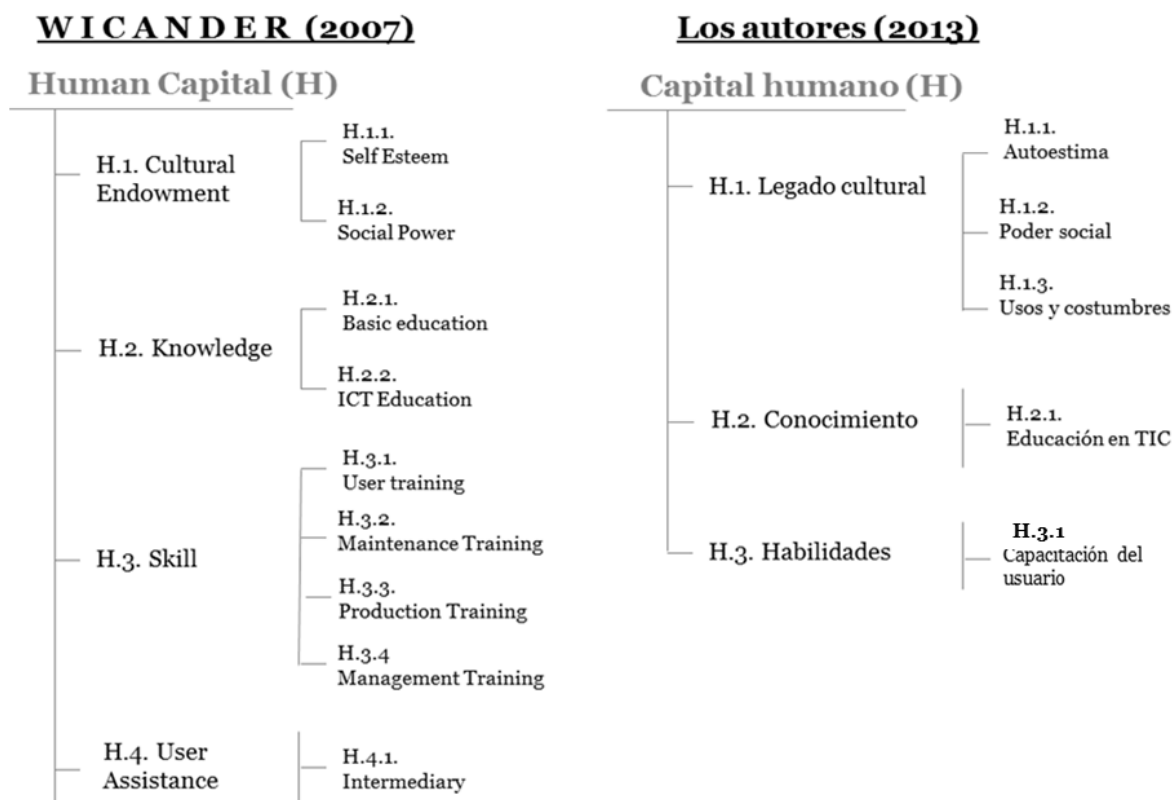 W I C A N D E R (2007)
Human Capital (H)
H.1. Cultural
Endowment
H.1.1.
Self Esteem
H.1.2.
Social Power
H.2. Knowledge
H.2.1.
Basic education
H.2.2.
ICT Education
H.3. Skill
H.3.1.
User training
H.3.2.
Maintenance Training
H.3.3.
Production Training
H.3.4
Management Training
H.4. User
Assistance
H.4.1.
Intermediary
Los autores (2013)
Capital humano (H)
H.1. Legado cultural
H.1.1.
Autoestima
H.1.2.
Poder social
H.1.3.
Usos y costumbres
H.2. Conocimiento
H.2.1.
Educación en TIC
H.3. Habilidades
H.3.1
Capacitación del
usuario